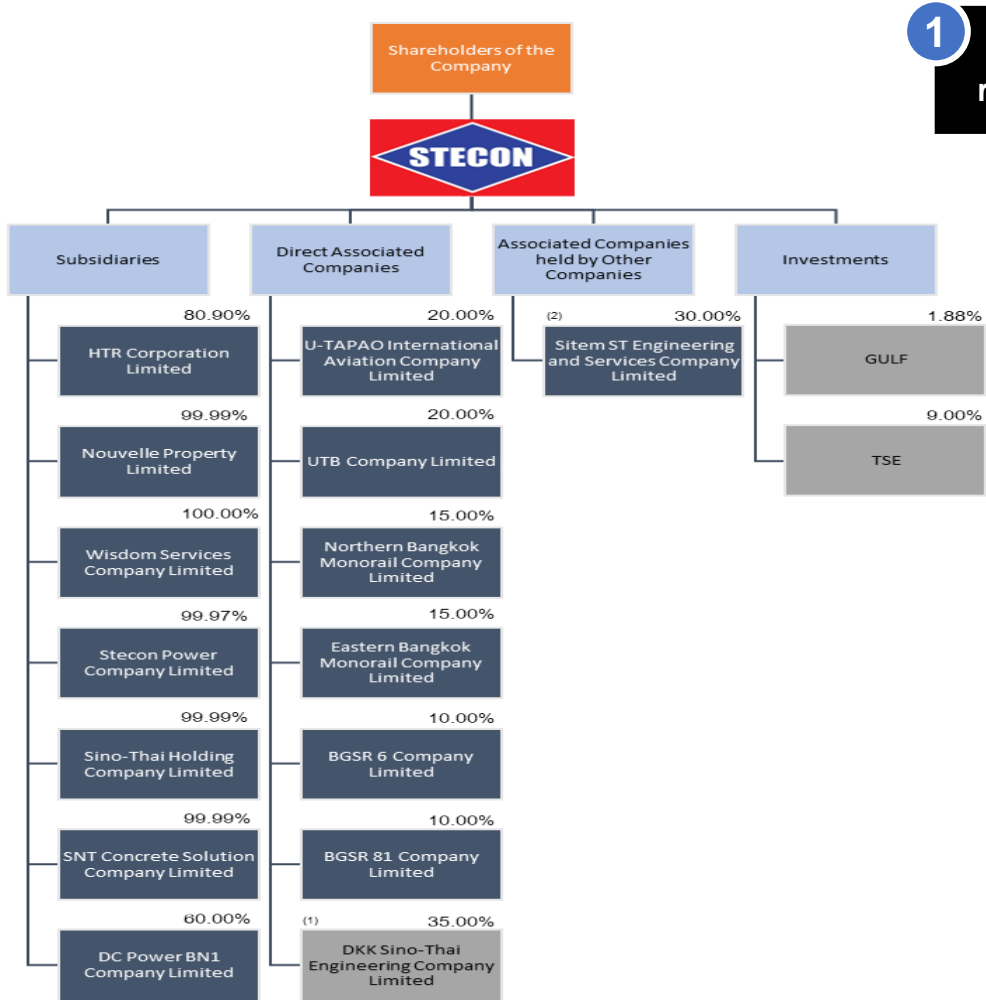 Shareholders of the
Company
1
r
STECON
Subsidiaries
Direct Associated
Companies
Associated Companies
held by Other
Companies
Investments
80.90%
HTR Corporation
Limited
99.99%
Nouvelle Property
Limited
100.00%
Wisdom Services
Company Limited
99.97%
Stecon Power
Company Limited
99.99%
Sino-Thai Holding
Company Limited
99.99%
SNT Concrete Solution
Company Limited
60.00%
DC Power BN1
Company Limited
20.00%
U-TAPAO International
Aviation Company
Limited
20.00%
UTB Company Limited
15.00%
Northern Bangkok
Monorail Company
Limited
15.00%
Eastern Bangkok
Monorail Company
Limited
10.00%
BGSR 6 Company
Limited
10.00%
BGSR 81 Company
Limited
(1) 35.00%
DKK Sino-Thai
Engineering Company
Limited
(2) 30.00%
Sitem ST Engineering
and Services Company
Limited
1.88%
GULF
9.00%
TSE